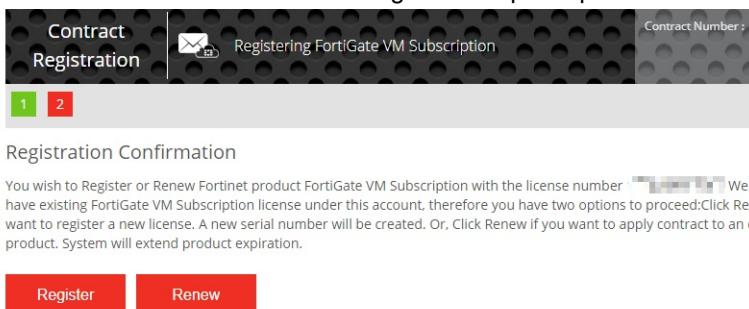 Contract
Registration
Registering FortiGate VM Subscription
Contract Number :
1 2
Registration Confirmation
You wish to Register or Renew Fortinet product FortiGate VM Subscription with the license number We
have existing FortiGate VM Subscription license under this account, therefore you have two options to proceed:Click Re
want to register a new license. A new serial number will be created. Or, Click Renew if you want to apply contract to an
product. System will extend product expiration.
Register Renew